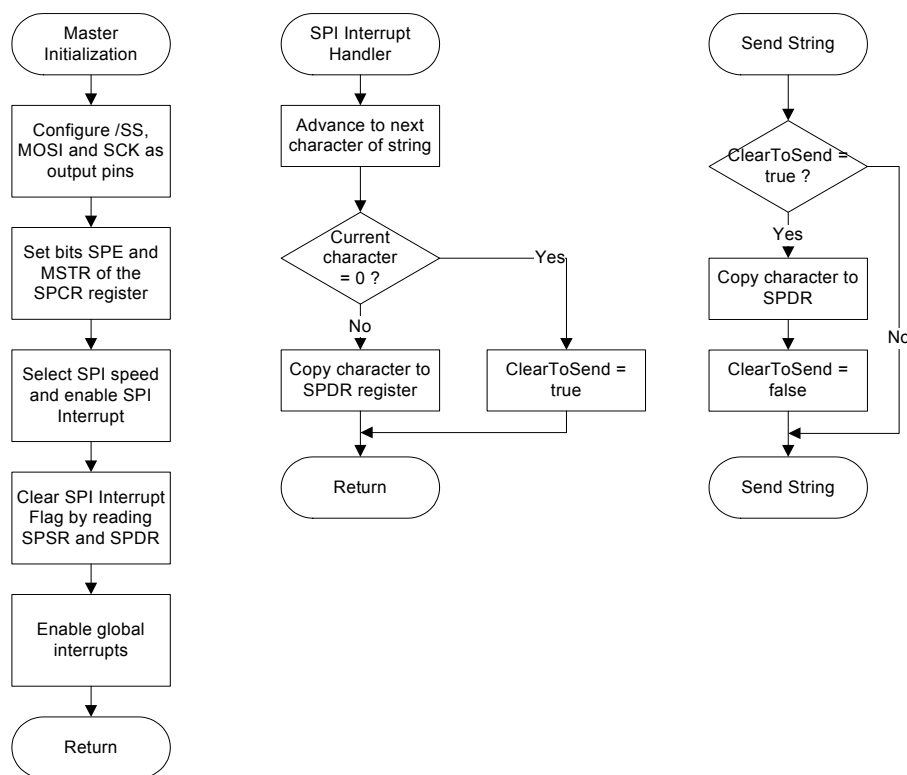 Master
Initialization
Configure /SS,
MOSI and SCK as
output pins
Set bits SPE and
MSTR of the
SPCR register
Select SPI speed
and enable SPI
Interrupt
Clear SPI Interrupt
Flag by reading
SPSR and SPDR
Enable global
interrupts
Return
SPI Interrupt
Handler
Advance to next
character of string
Current
character
= 0 ?
Yes
No
Copy character to
SPDR register
ClearToSend =
true
Return
Send String
ClearToSend =
true ?
Yes
No
Copy character to
SPDR
ClearToSend =
false
Send String